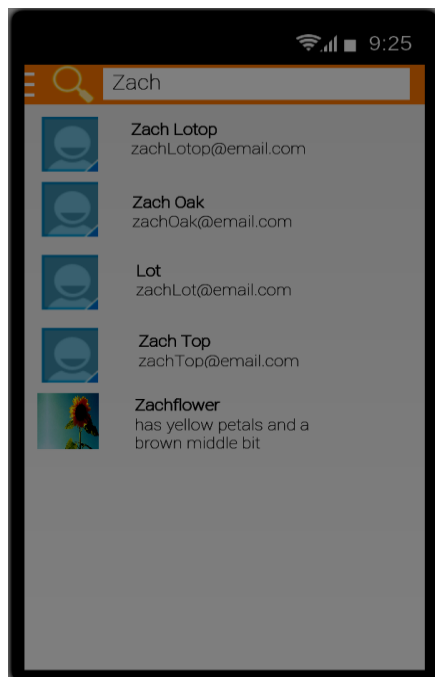 9:25
Zach
Zach Lotop
zachLotop@email.com
Zach Oak
zachOak@email.com
Lot
zachLot@email.com
Zach Top
zachTop@email.com
Zachflower
has yellow petals and a
brown middle bit